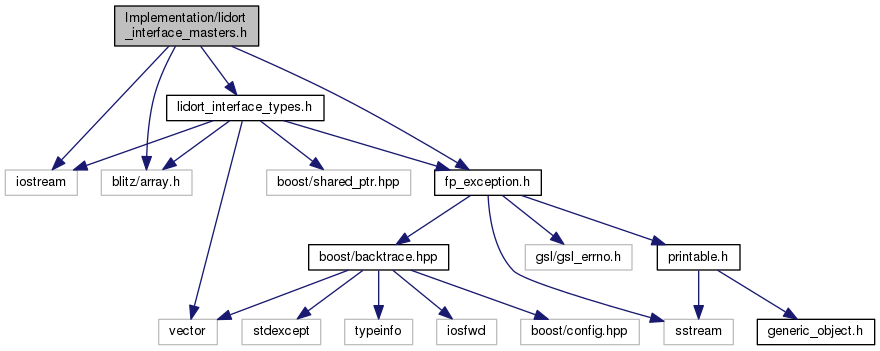 Implementation/lidort
_interface_masters.h
lidort_interface_types.h
iostream
blitz/array.h
boost/shared_ptr.hpp
fp_exception.h
boost/backtrace.hpp
gsl/gsl_errno.h
printable.h
vector
stdexcept
typeinfo
iosfwd
boost/config.hpp
sstream
generic_object.h